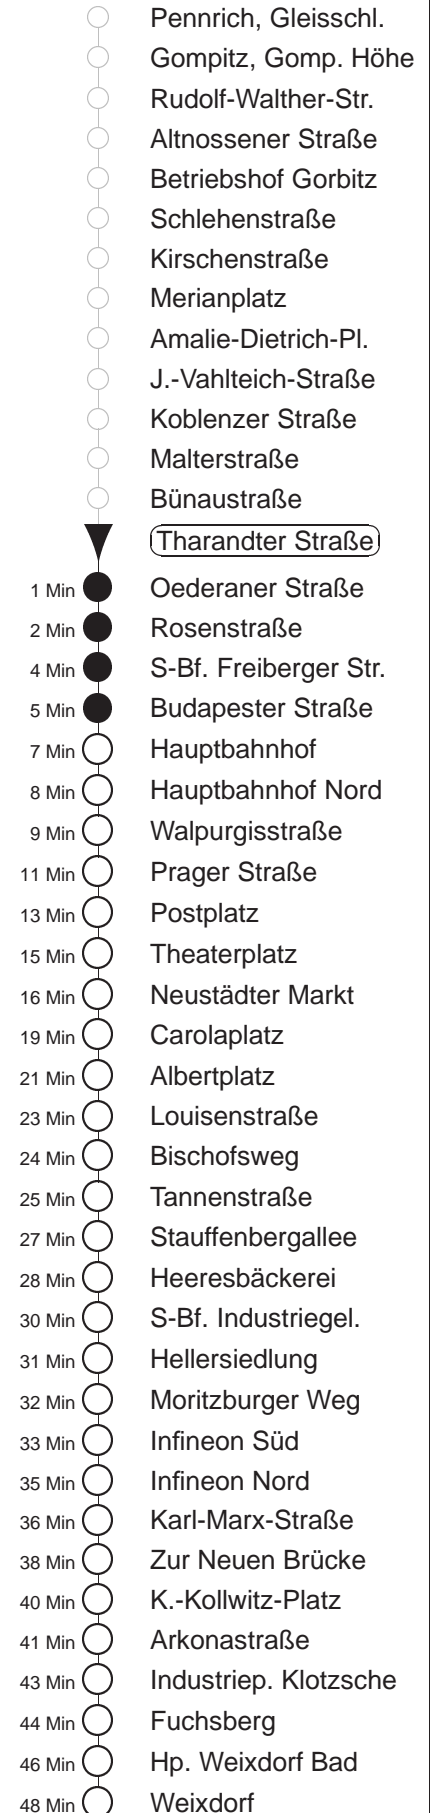 Pennrich, Gleisschl.
Gompitz, Gomp. Höhe
Rudolf-Walther-Str.
Altnossener Straße
Betriebshof Gorbitz
Schlehenstraße
Kirschenstraße
Merianplatz
Amalie-Dietrich-Pl.
J.-Vahlteich-Straße
Koblenzer Straße
Malterstraße
Bünaustraße
Tharandter Straße
1 Min Oederaner Straße
2 Min Rosenstraße
4 Min S-Bf. Freiberger Str.
5 Min Budapester Straße
7 Min Hauptbahnhof
8 Min Hauptbahnhof Nord
9 Min Walpurgisstraße
11 Min Prager Straße
13 Min Postplatz
15 Min Theaterplatz
16 Min Neustädter Markt
19 Min Carolaplatz
21 Min Albertplatz
23 Min Louisenstraße
24 Min Bischofsweg
25 Min Tannenstraße
27 Min Stauffenbergallee
28 Min Heeresbäckerei
30 Min S-Bf. Industriegel.
31 Min Hellersiedlung
32 Min Moritzburger Weg
33 Min Infineon Süd
35 Min Infineon Nord
36 Min Karl-Marx-Straße
38 Min Zur Neuen Brücke
40 Min K.-Kollwitz-Platz
41 Min Arkonastraße
43 Min Industriep. Klotzsche
44 Min Fuchsberg
46 Min Hp. Weixdorf Bad
48 Min Weixdorf